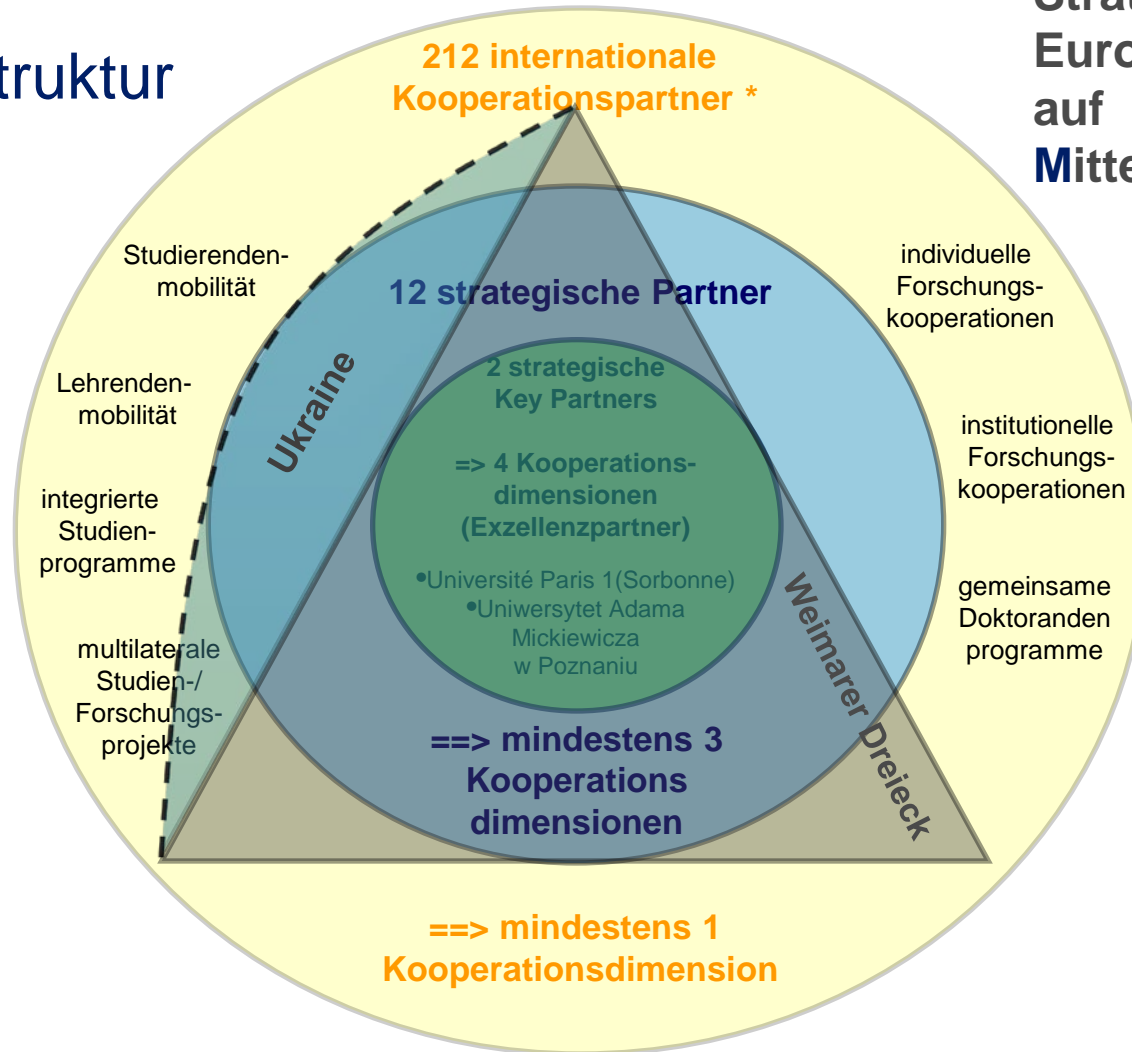 truktur
Strat
Euro
auf
Mitte
212 internationale
Kooperationspartner *
Studierenden-
mobilität
Lehrenden-
mobilität
integrierte
Studien-
programme
multilaterale
Studien-/
Forschungs-
projekte
Ukraine
12 strategische Partner
2 strategische
Key Partners
=> 4 Kooperations-
dimensionen
(Exzellenzpartner)
•Université Paris 1(Sorbonne)
•Uniwersytet Adama
Mickiewicza
w Poznaniu
==> mindestens 3
Kooperations
dimensionen
Weimarer Dreieck
individuelle
Forschungs-
kooperationen
institutionelle
Forschungs-
kooperationen
gemeinsame
Doktoranden
programme
==> mindestens 1
Kooperationsdimension